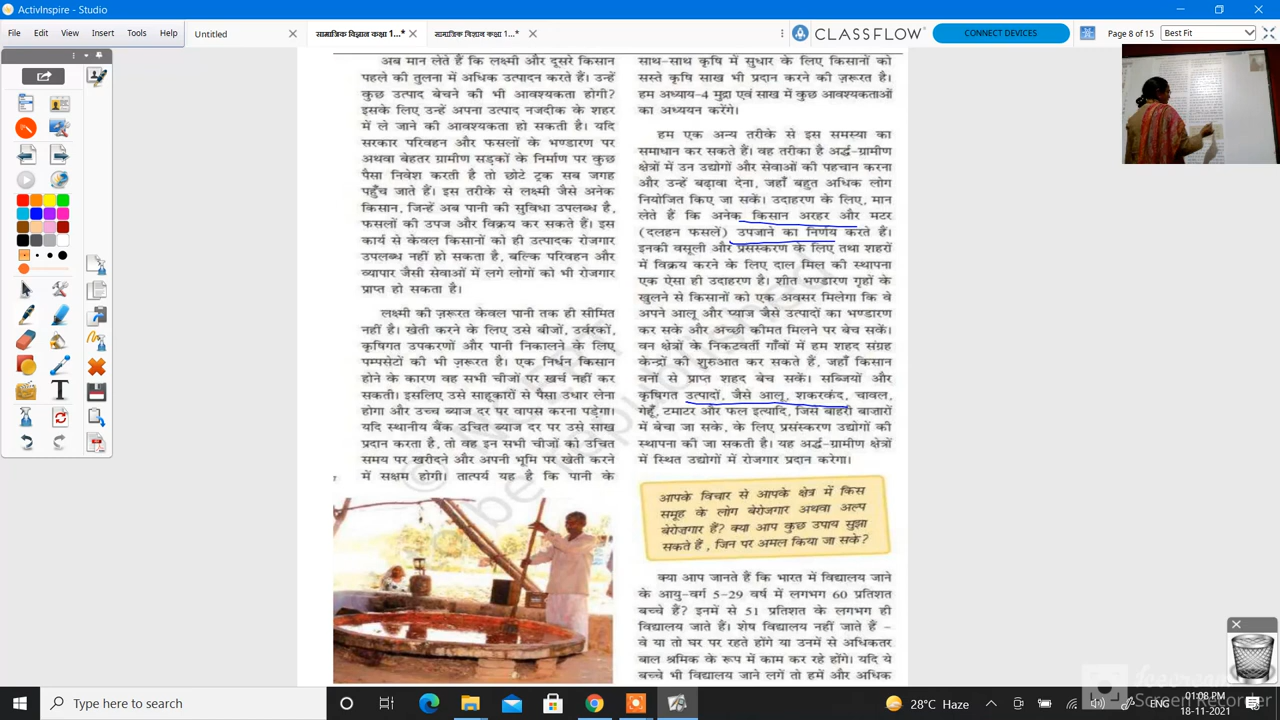 ActivInspire - Studio
File Edit View Insert Tools Help
Untitled
सामाजिक विज्ञान कक्षा 1...*
सामाजिक विज्ञान कक्षा 1...*
CLASSFLOW
CONNECT DEVICES
Page 8 of 15
Best Fit
अब मान लेते हैं कि लक्ष्मी और दूसरे किसान
पहले की तुलना में अधिक उत्पादन करते हैं। उन्हें
कुछ उत्पाद बेचने की भी आवश्यकता होगी?
इसके लिए उन्हें अपना उत्पाद नजदीक के शहर
में ले जाने की आवश्यकता हो सकती है। यदि
सरकार परिवहन और फसलों के भण्डारण पर
अथवा बेहतर ग्रामीण सड़कों के निर्माण पर कुछ
पैसा निवेश करती है तो छोटे ट्रक सब जगह
पहुँच जाते हैं। इस तरीके से लक्ष्मी जैसे अनेक
किसान, जिन्हें अब पानी की सुविधा उपलब्ध है,
फसलों की उपज और विक्रय कर सकते हैं। इस
कार्य से केवल किसानों को ही उत्पादक रोजगार
उपलब्ध नहीं हो सकता है, बल्कि परिवहन और
व्यापार जैसी सेवाओं में लगे लोगों को भी रोजगार
प्राप्त हो सकता है।
लक्ष्मी की ज़रूरत केवल पानी तक ही सीमित
नहीं है। खेती करने के लिए उसे बीजों, उर्वरकों,
कृषिगत उपकरणों और पानी निकालने के लिए
पम्पसेटों की भी ज़रूरत है। एक निर्धन किसान
होने के कारण वह सभी चीजों पर खर्च नहीं कर
सकती। इसलिए उसे साहूकारों से पैसा उधार लेना
होगा और उच्च ब्याज दर पर वापस करना पड़ेगा।
यदि स्थानीय बैंक उचित ब्याज दर पर उसे साख
प्रदान करता है, तो वह इन सभी चीजों को उचित
समय पर खरीदने और अपनी भूमि पर खेती करने
में सक्षम होगी। तात्पर्य यह है कि पानी के
साथ-साथ कृषि में सुधार के लिए किसानों को
सस्ते कृषि साख भी प्रदान करने की ज़रूरत है।
हम अध्याय-4 मुद्रा एवं साख में कुछ आवश्यकताओं
का अध्ययन करेंगे।
हम एक अन्य तरीके से इस समस्या का
समाधान कर सकते हैं। वह तरीका है अर्द्ध-ग्रामीण
क्षेत्रों में उन उद्योगों और सेवाओं की पहचान करना
और उन्हें बढ़ावा देना, जहाँ बहुत अधिक लोग
नियोजित किए जा सकें। उदाहरण के लिए, मान
लेते हैं कि अनेक किसान अरहर और मटर
(दलहन फसलें) उपजाने का निर्णय करते हैं।
इनकी वसूली और प्रसंस्करण के लिए तथा शहरों
में विक्रय करने के लिए दाल मिल की स्थापना
एक ऐसा ही उदाहरण है। शीत भण्डारण गृहों के
खुलने से किसानों को एक अवसर मिलेगा कि वे
अपने आलू और प्याज जैसे उत्पादों का भण्डारण
कर सकें और अच्छी कीमत मिलने पर बेच सकें।
वन क्षेत्रों के निकटवर्ती गाँवों में हम शहद संग्रह
केन्द्रों की शुरुआत कर सकते हैं, जहाँ किसान
वनों से प्राप्त शहद बेच सकें। सब्जियों और
कृषिगत उत्पादों, जैसे आलू, शकरकंद, चावल,
गेहूँ, टमाटर और फल इत्यादि, जिसे बाहरी बाजारों
में बेचा जा सके, के लिए प्रसंस्करण उद्योगों की
स्थापना की जा सकती है। यह अर्द्ध-ग्रामीण क्षेत्रों
में स्थित उद्योगों में रोजगार प्रदान करेगा।
आपके विचार से आपके क्षेत्र में किस
समूह के लोग बेरोजगार अथवा अल्प
बेरोज़गार हैं? क्या आप कुछ उपाय सुझा
सकते हैं, जिन पर अमल किया जा सके?
क्या आप जानते हैं कि भारत में विद्यालय जाने
के आयु-वर्ग 5-29 वर्ष में लगभग 60 प्रतिशत
बच्चे हैं? इनमें से 51 प्रतिशत के लगभग ही
विद्यालय जाते हैं। शेष विद्यालय नहीं जाते हैं -
वे या तो घर पर रहते होंगे या उनमें से अधिकतर
बाल श्रमिक के रूप में काम कर रहे होंगे। यदि ये
बच्चे भी विद्यालय जाने लगें तो हमें और अधिक
be republished
Icecream
Type here to search
28°C Haze
ENG
01:08 PM
18-11-2021